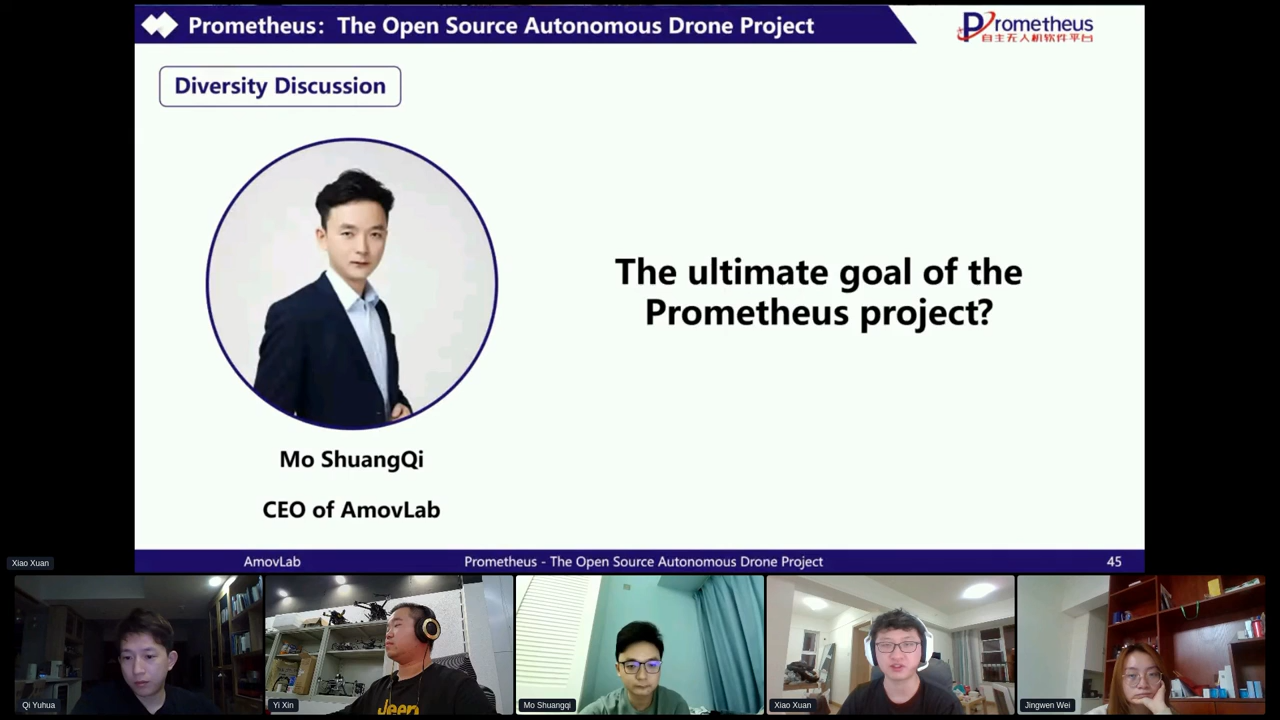 Prometheus：The Open Source Autonomous Drone Project
Prometheus
自主无人机软件平台
Diversity Discussion
The ultimate goal of the
Prometheus project?
Mo ShuangQi
CEO of AmovLab
AmovLab
Prometheus - The Open Source Autonomous Drone Project
45
Xiao Xuan
Jeep
Qi Yuhua
Yi Xin
Mo Shuangqi
Xiao Xuan
Jingwen Wei